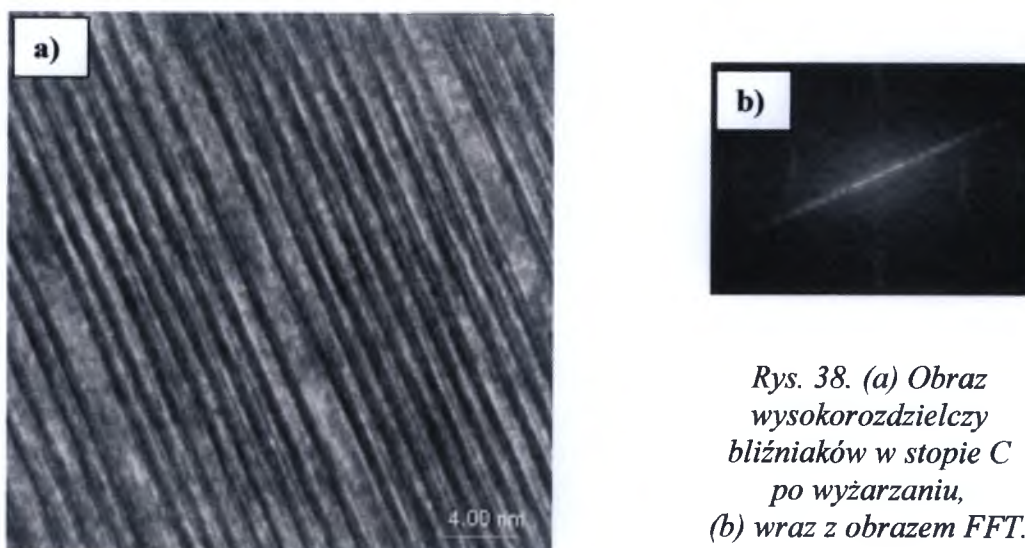 a)
4.00 nm
b)
Rys. 38. (a) Obraz
wysokorozdzielczy
bliźniaków w stopie C
po wyżarzaniu,
(b) wraz z obrazem FFT.